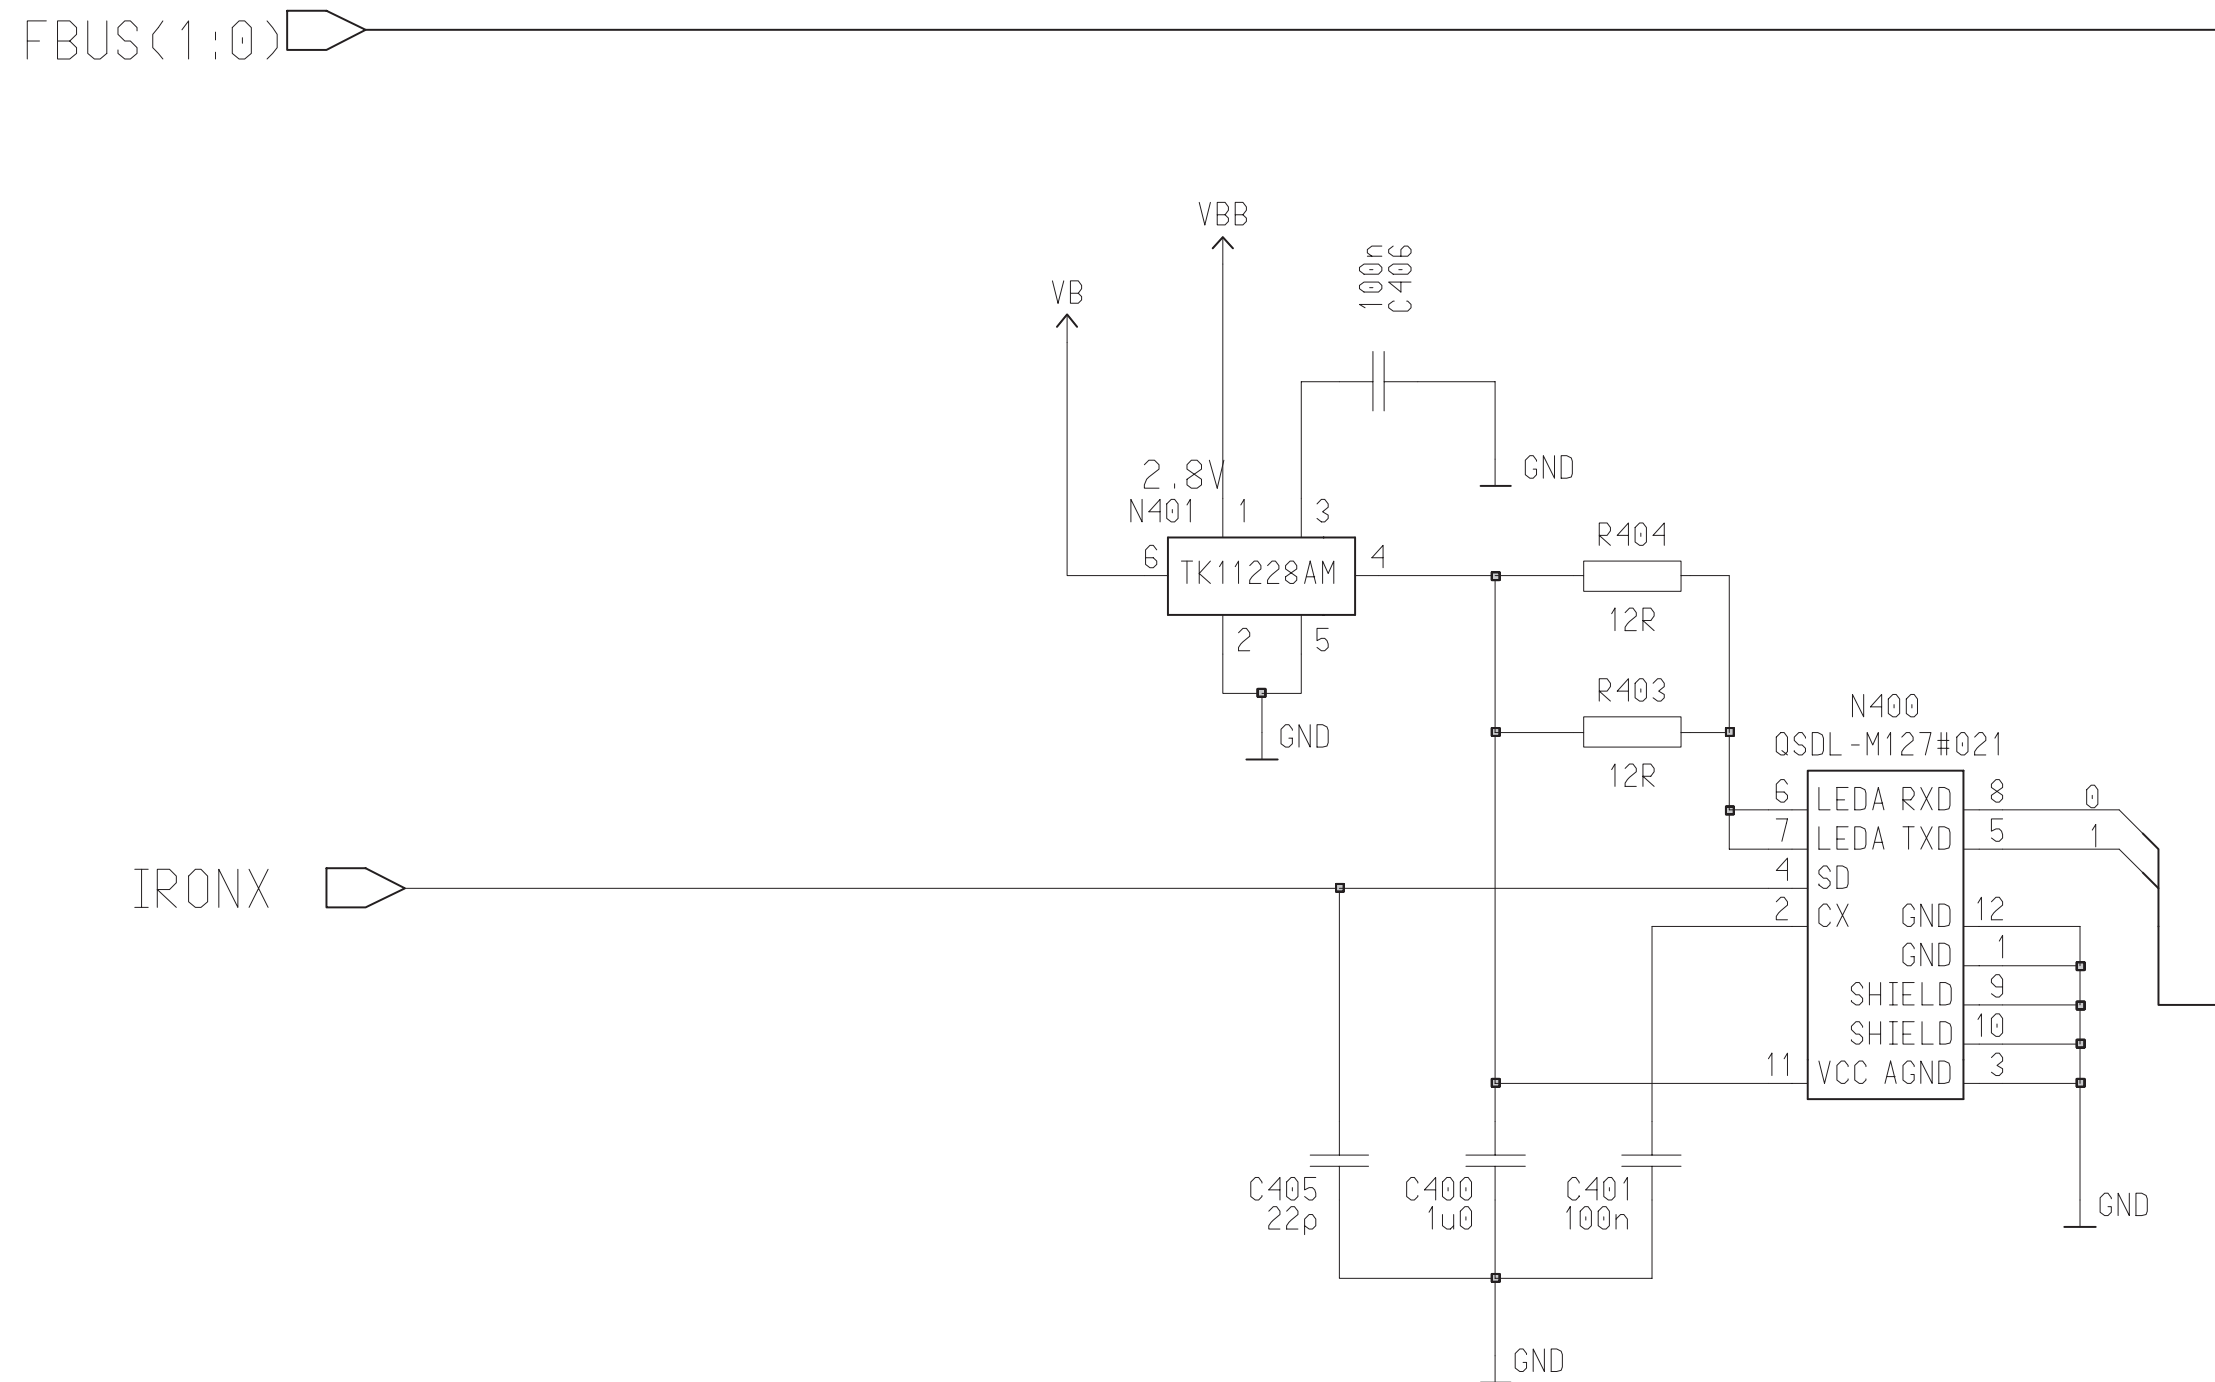 FBUS(1:0)
VBB
100n
C406
VB
2.8V
GND
N401
1
3
R404
6
TK11228AM
4
12R
2
5
R403
GND
N400
QSDL-M127#021
12R
6
LEDA RXD
8
0
7
LEDA TXD
5
1
4
SD
IRONX
2
CX
GND
12
GND
1
SHIELD
9
SHIELD
10
11
VCC AGND
3
C405
22p
C400
1u0
C401
100n
GND
GND